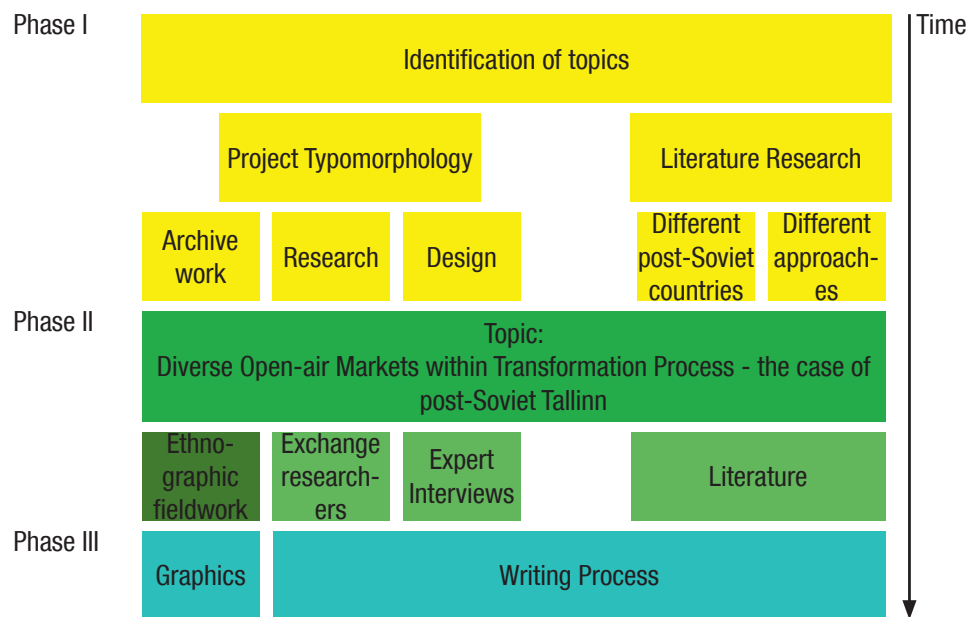 Phase I
Time
Identification of topics
Project Typomorphology
Literature Research
Archive
work
Research
Design
Different
post-Soviet
countries
Different
approach-
es
Phase II
Topic:
Diverse Open-air Markets within Transformation Process - the case of
post-Soviet Tallinn
Ethno-
graphic
fieldwork
Exchange
research-
ers
Expert
Interviews
Literature
Phase III
Graphics
Writing Process